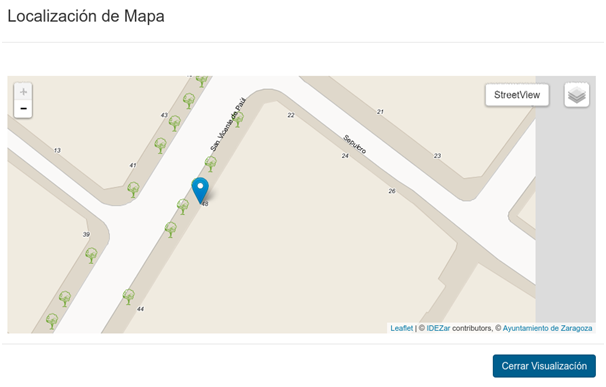 Localización de Mapa
+
−
StreetView
43
21
22
San Vicente de Paúl
Sepulcro
13
41
24
23
26
48
39
44
Leaflet | © IDEZar contributors, © Ayuntamiento de Zaragoza
Cerrar Visualización